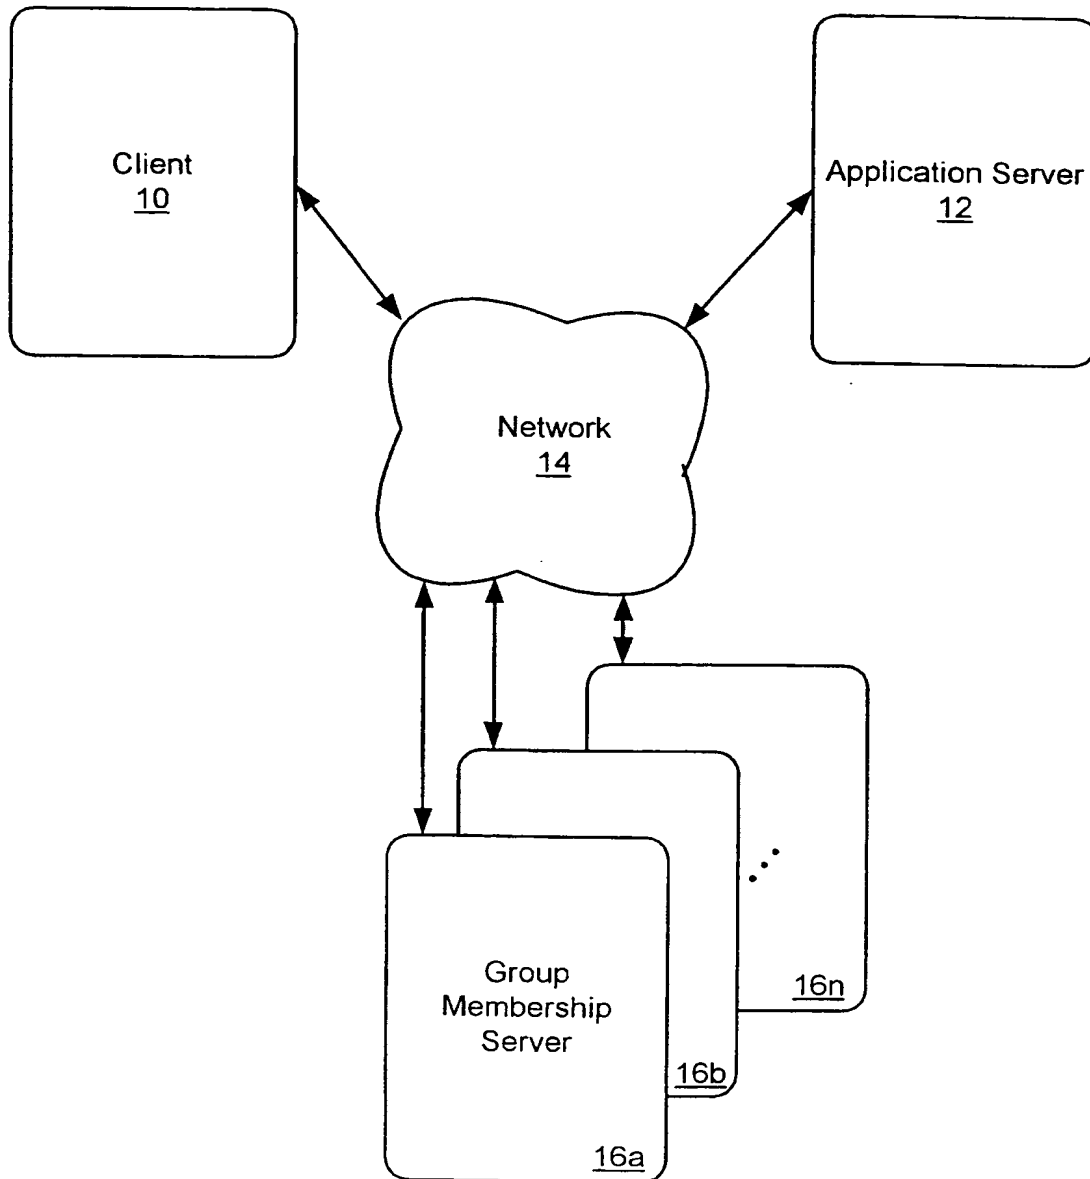 Client
10
Application Server
12
Network
14
Group
Membership
Server
16a
16b
16n